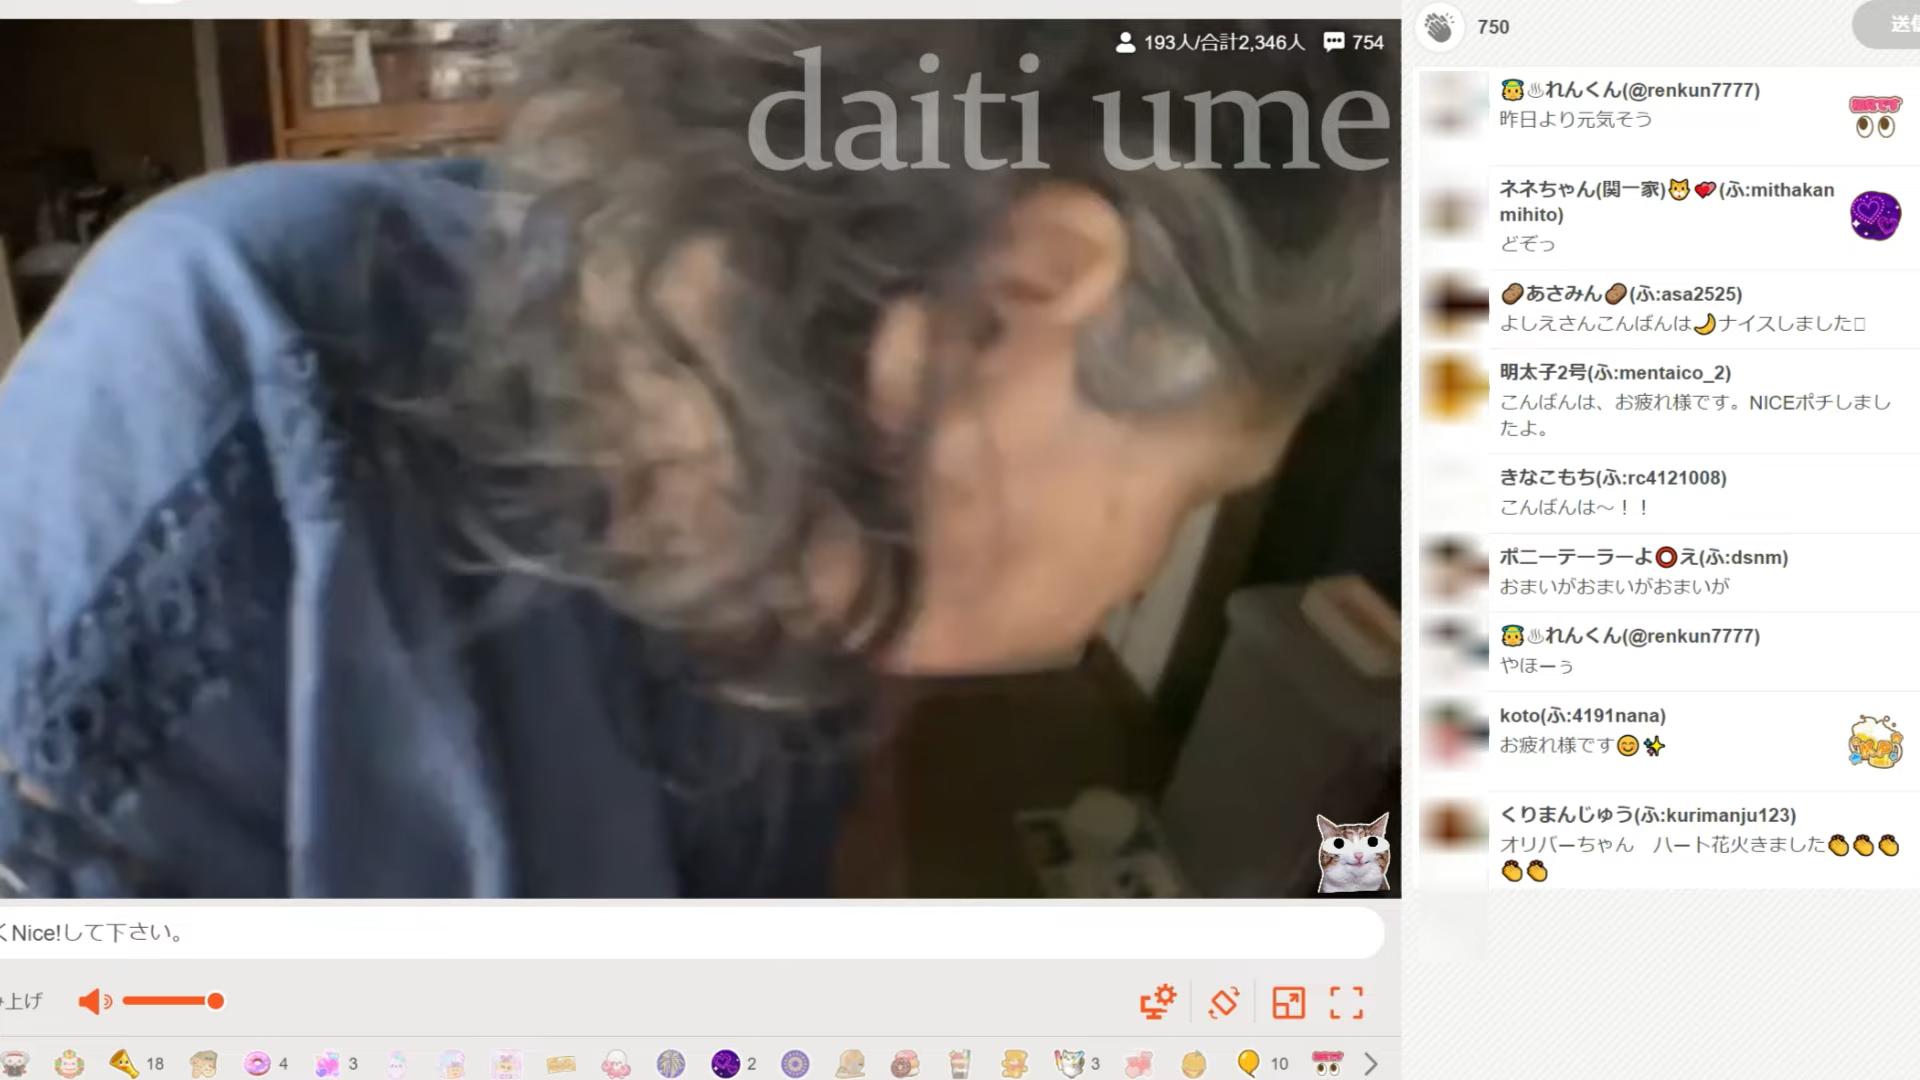 193人/合計2,346人 754
daiti ume
くNice!して下さい。
み上げ
18
4
3
2
3
10
750
送信
れんくん(@renkun7777)
昨日より元気そう
ネネちゃん(関一家)(ふ:mithakan
mihito)
どぞっ
あさみん(ふ:asa2525)
よしえさんこんばんは🌙ナイスしました
明太子2号(ふ:mentaico_2)
こんばんは、お疲れ様です。NICEポチしまし
たよ。
きなこもち(ふ:rc4121008)
こんばんは〜！！
ポニーテーラーよ⭕え(ふ:dsnm)
おまいがおまいがおまいが
れんくん(@renkun7777)
やほーぅ
koto(ふ:4191nana)
お疲れ様です😊✨
くりまんじゅう(ふ:kurimanju123)
オリバーちゃん　ハート花火きました👏👏👏
👏👏